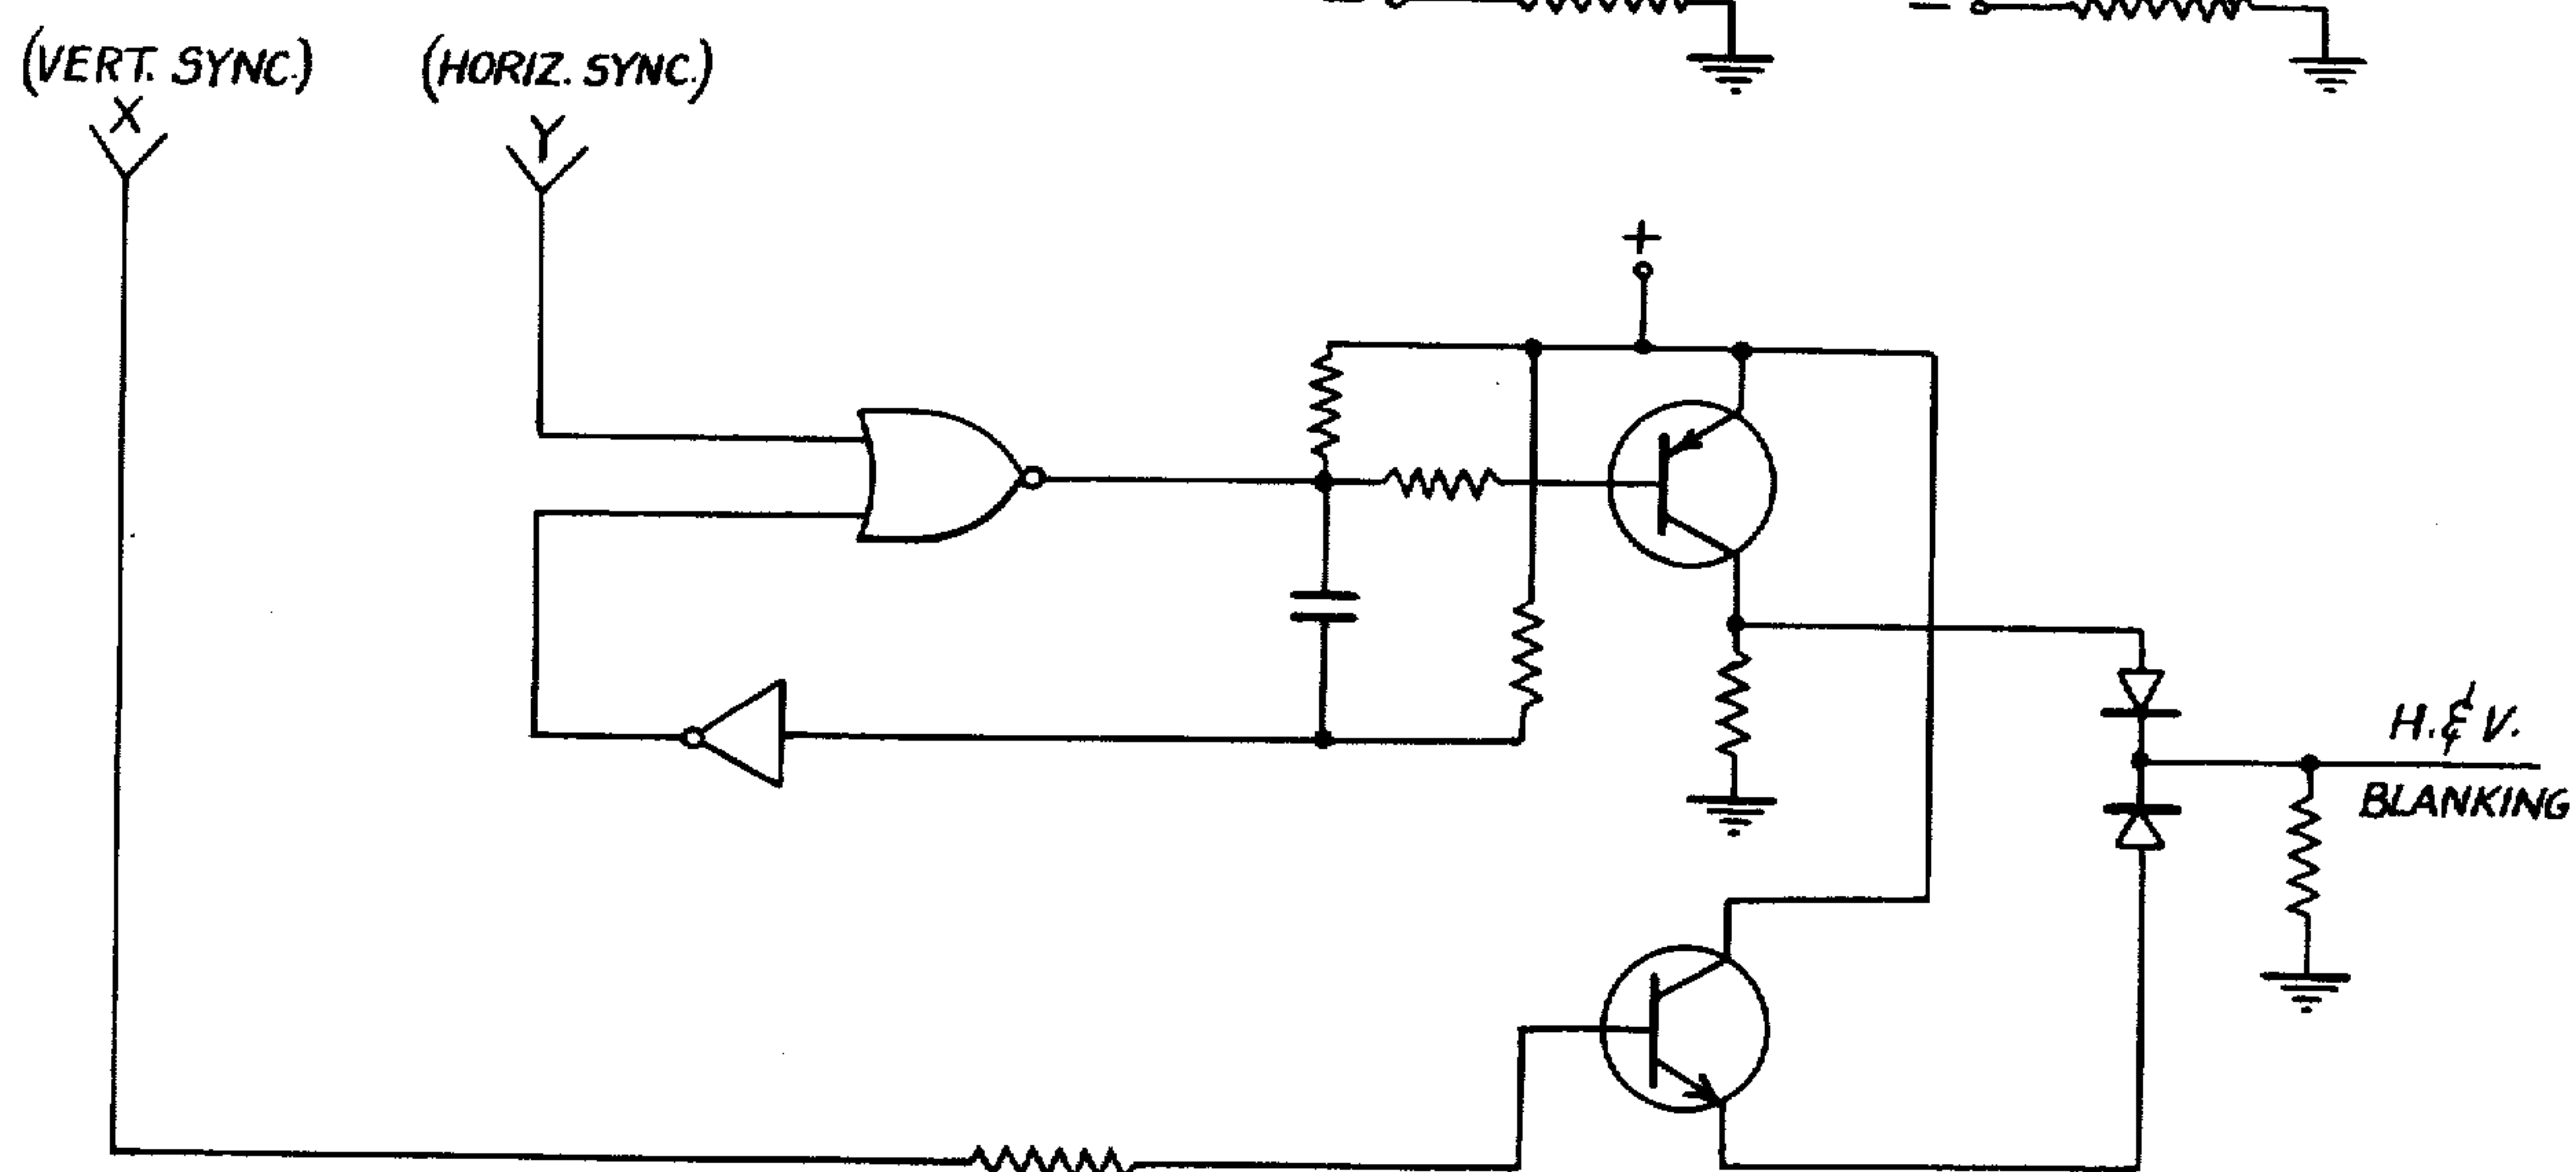 (VERT. SYNC.)
X
(HORIZ. SYNC.)
Y
+
H. & V.
BLANKING